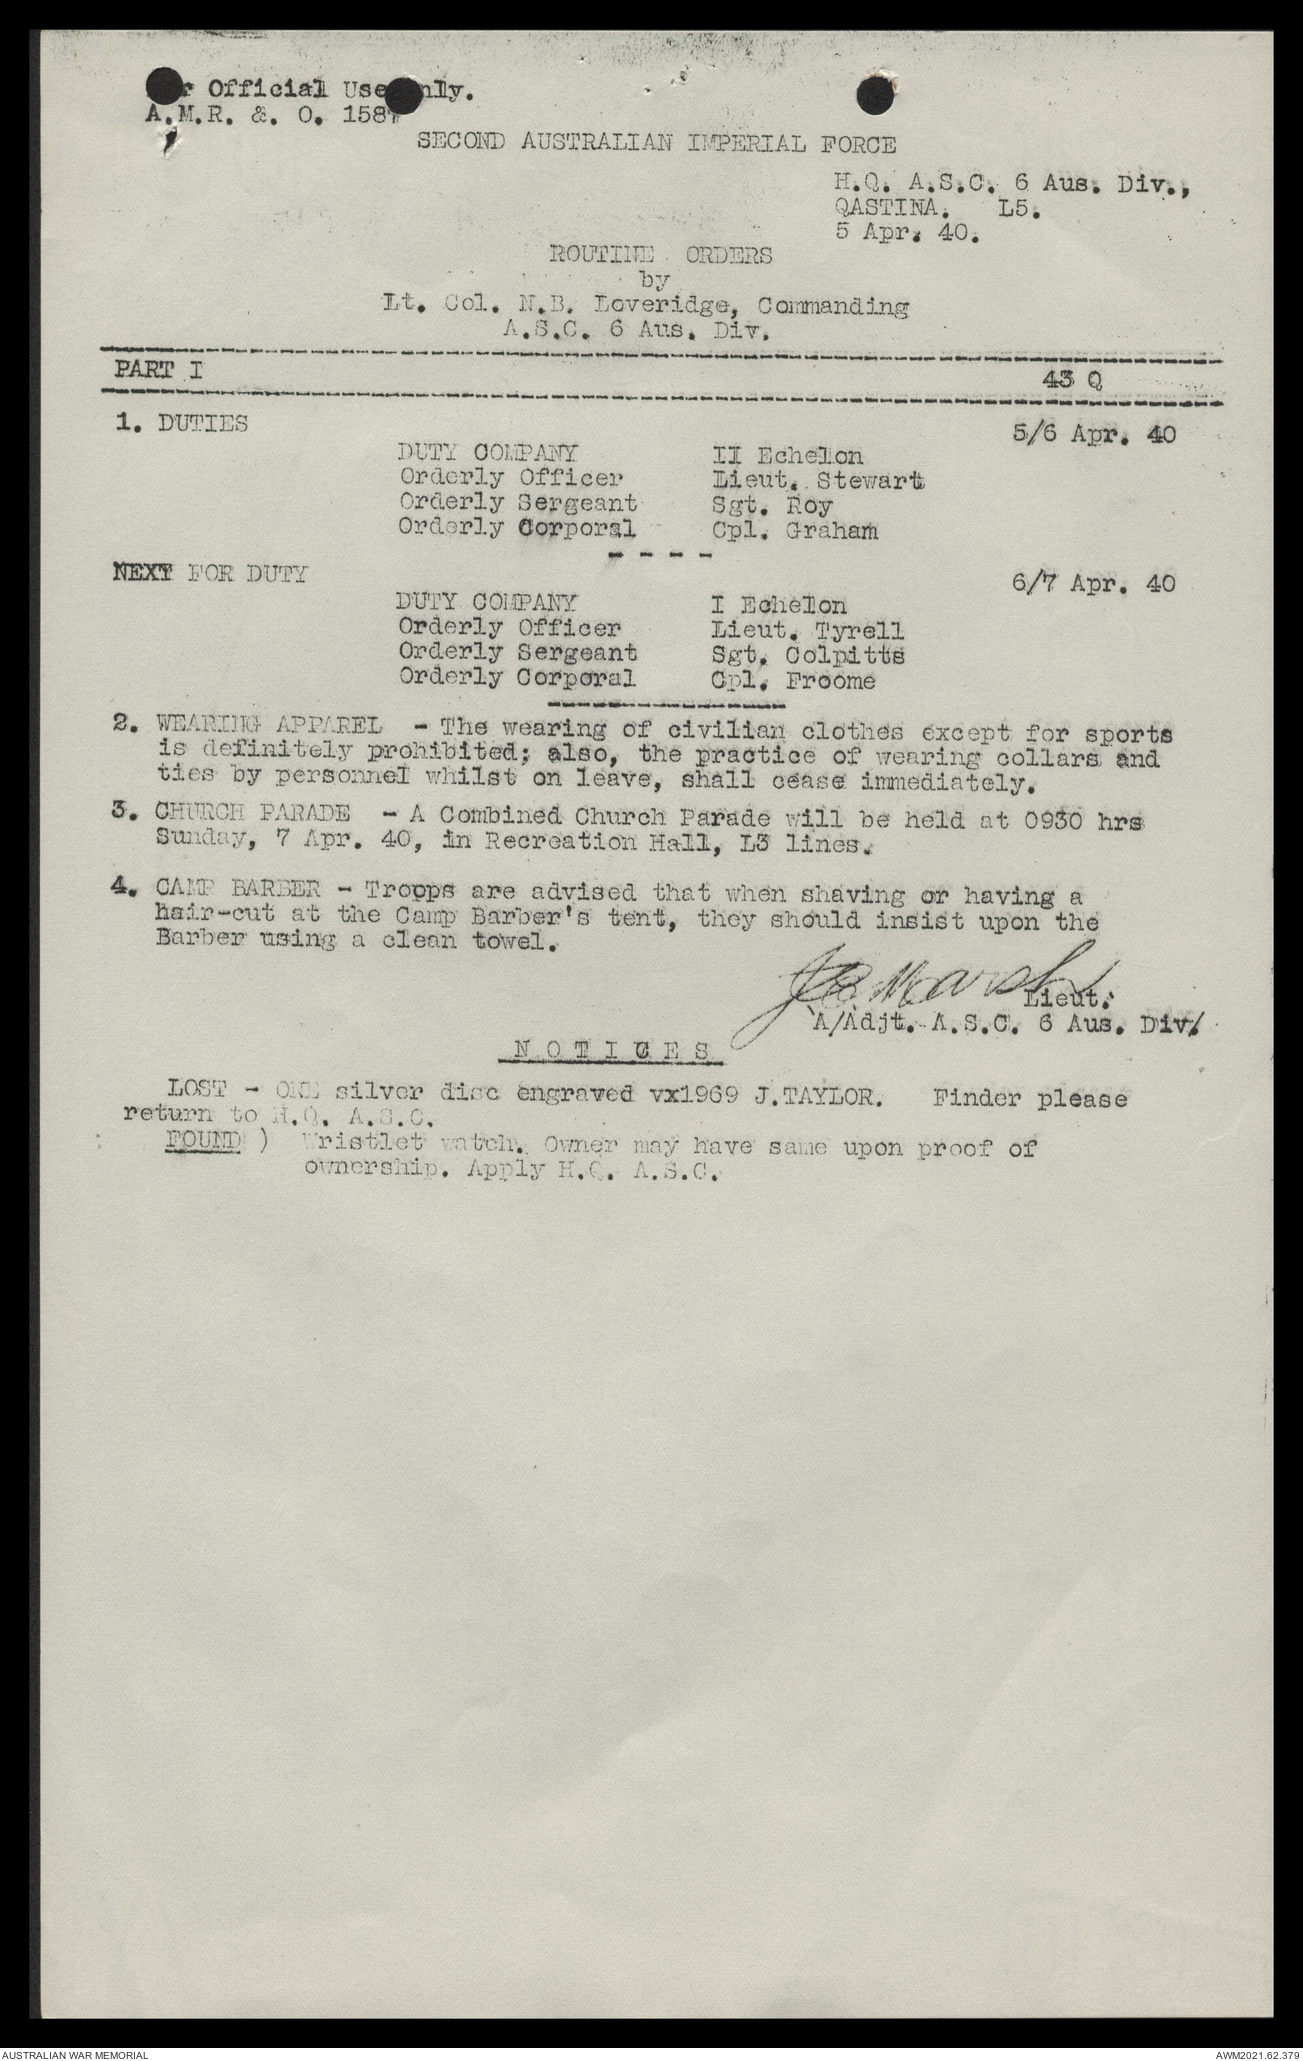 For Official Use Only.
A.M.R. &. O. 1587
SECOND AUSTRALIAN IMPERIAL FORCE
H.Q. A.S.C. 6 Aus. Div.,
QASTINA. L5.
5 Apr. 40.
ROUTINE ORDERS
by
Lt. Col. N.B. Loveridge, Commanding
A.S.C. 6 Aus. Div.
PART I 43 Q
1. DUTIES 5/6 Apr. 40
DUTY COMPANY II Echelon
Orderly Officer Lieut. Stewart
Orderly Sergeant Sgt. Roy
Orderly Corporal Cpl. Graham
- - - -
NEXT FOR DUTY 6/7 Apr. 40
DUTY COMPANY I Echelon
Orderly Officer Lieut. Tyrell
Orderly Sergeant Sgt. Colpitts
Orderly Corporal Cpl. Froome
2. WEARING APPAREL - The wearing of civilian clothes except for sports
is definitely prohibited; also, the practice of wearing collars and
ties by personnel whilst on leave, shall cease immediately.
3. CHURCH PARADE - A Combined Church Parade will be held at 0930 hrs
Sunday, 7 Apr. 40, in Recreation Hall, L3 lines.
4. CAMP BARBER - Troops are advised that when shaving or having a
hair-cut at the Camp Barber's tent, they should insist upon the
Barber using a clean towel.
Marsh
Lieut.
A/Adjt. A.S.C. 6 Aus. Div/
N O T I C E S
LOST - ONE silver disc engraved vx1969 J.TAYLOR. Finder please
return to H.Q. A.S.C.
FOUND ) Wristlet watch. Owner may have same upon proof of
ownership. Apply H.Q. A.S.C.
AUSTRALIAN WAR MEMORIAL AWM2021.62.379